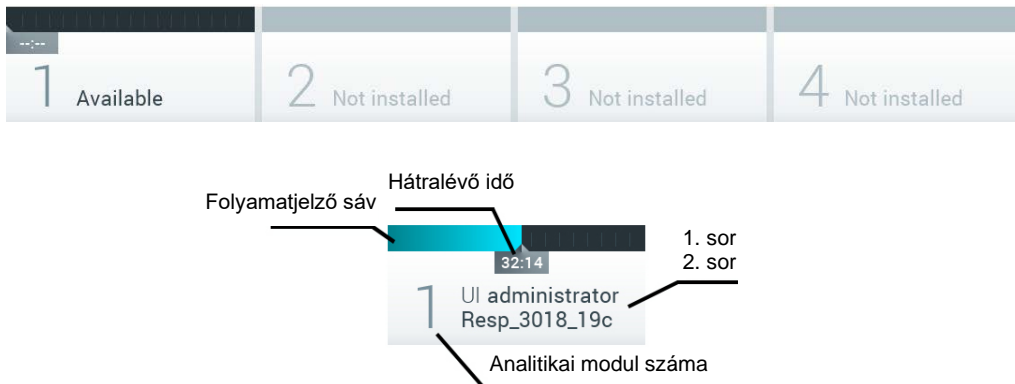 --:--
1 Available
2 Not installed
3 Not installed
4 Not installed
Hátralévő idő
Folyamatjelző sáv
1. sor
2. sor
32:14
1 UI administrator
Resp_3018_19c
Analitikai modul száma